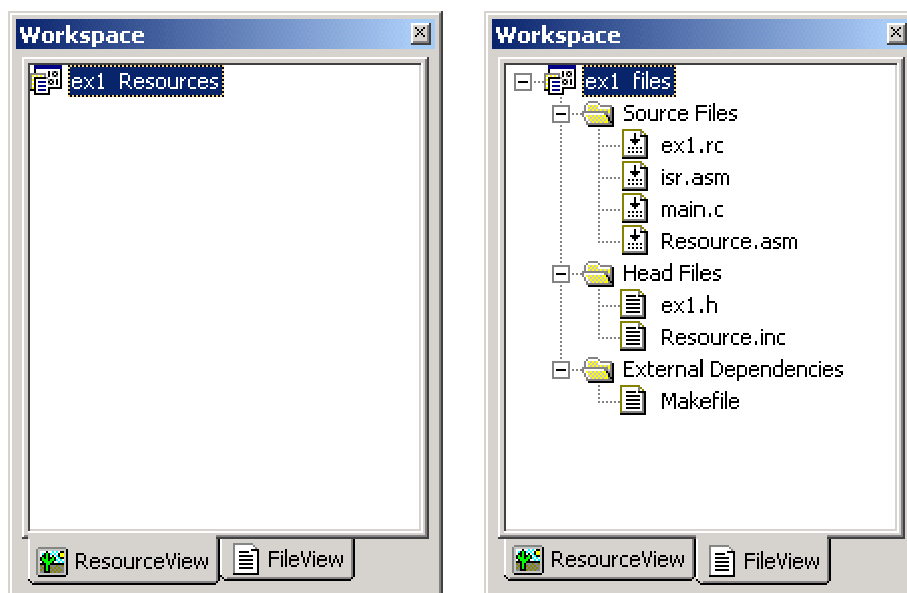 Workspace
ex1 Resources
ResourceView
FileView
Workspace
ex1 files
Source Files
ex1.rc
isr.asm
main.c
Resource.asm
Head Files
ex1.h
Resource.inc
External Dependencies
Makefile
ResourceView
FileView